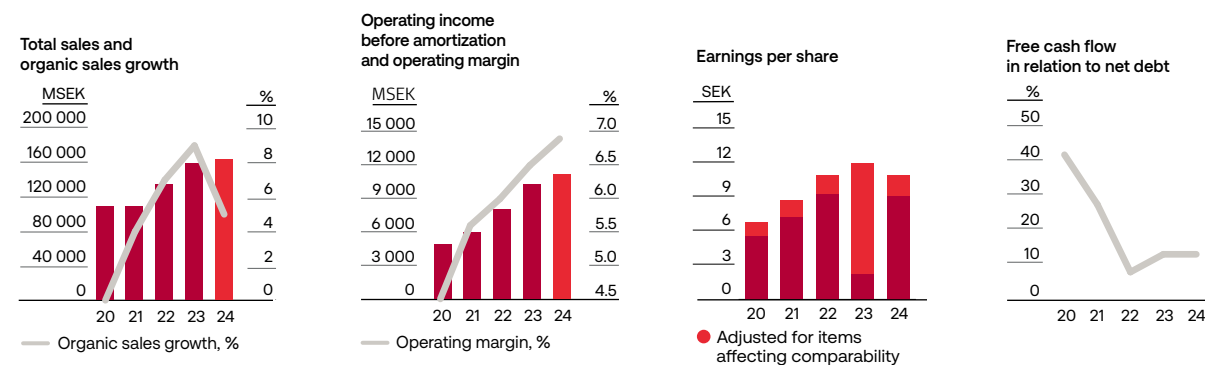 Total sales and
organic sales growth
MSEK
%
200 000
10
160 000
8
120 000
6
80 000
4
40 000
2
0
0
20 21 22 23 24
Organic sales growth, %
Operating income
before amortization
and operating margin
MSEK
%
15 000
7.0
12 000
6.5
9 000
6.0
6 000
5.5
3 000
5.0
0
4.5
20 21 22 23 24
Operating margin, %
Earnings per share
SEK
15
12
9
6
3
0
20 21 22 23 24
Adjusted for items
affecting comparability
Free cash flow
in relation to net debt
%
50
40
30
20
10
0
20 21 22 23 24